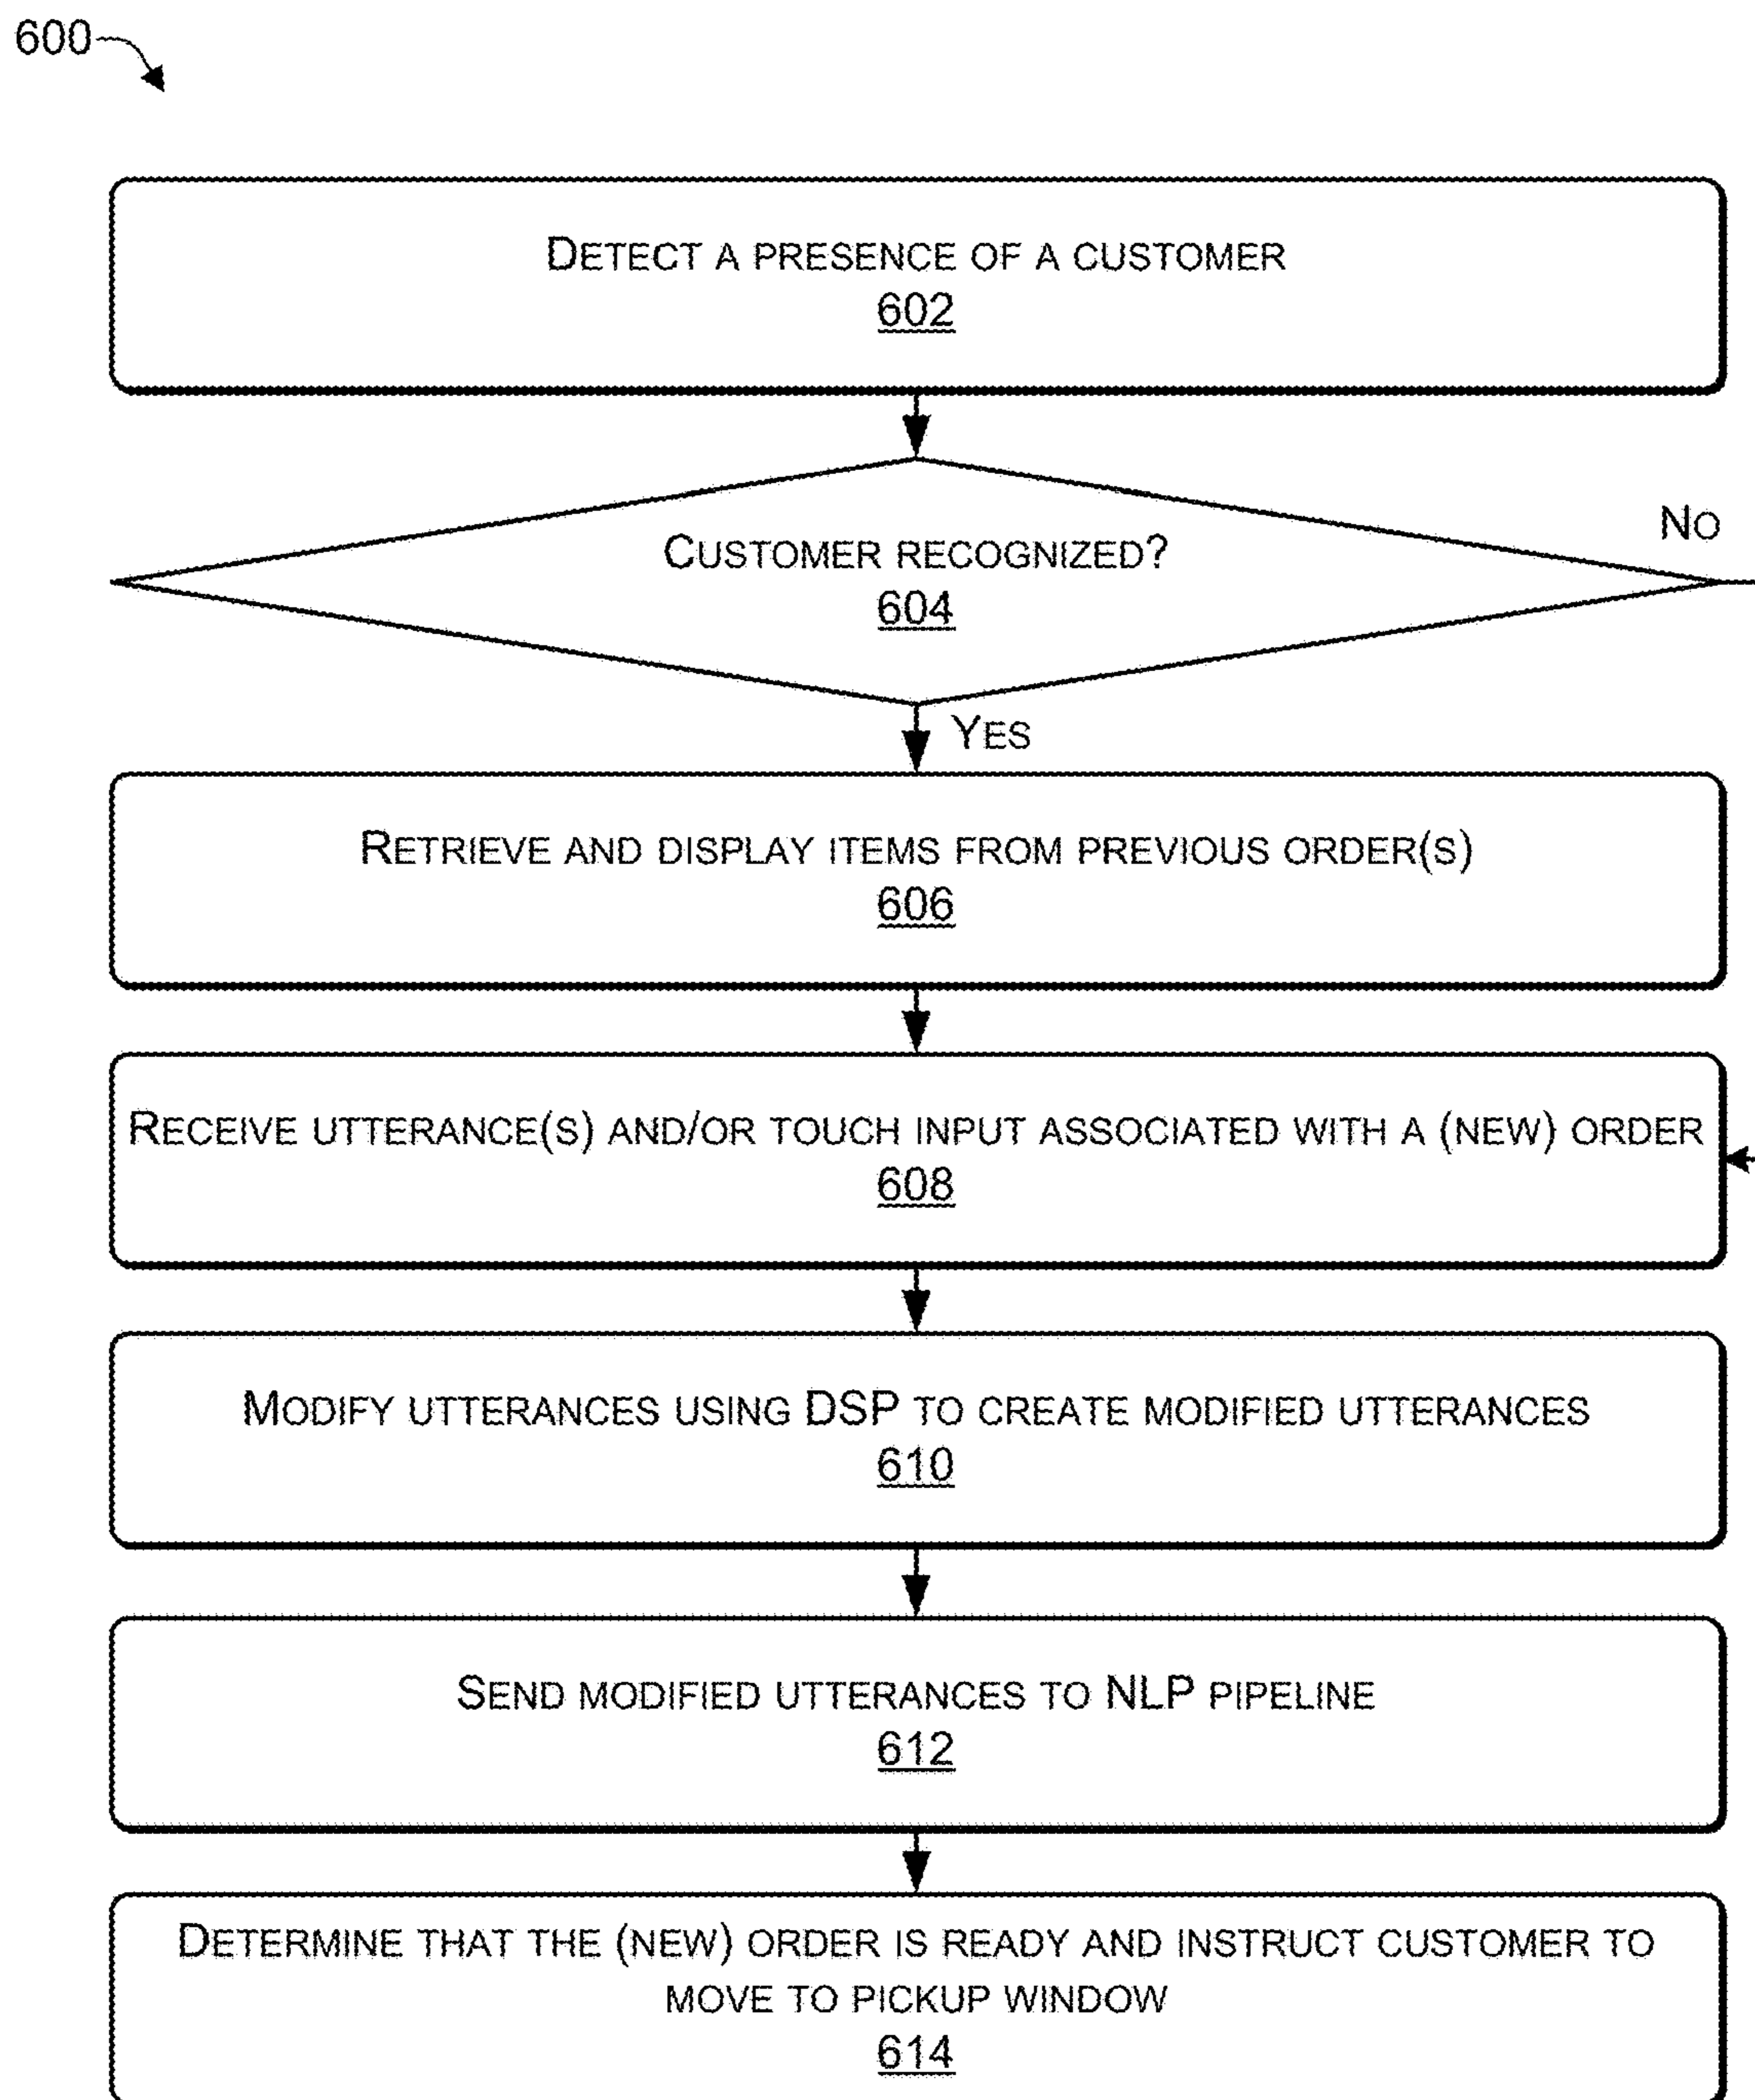 600
DETECT A PRESENCE OF A CUSTOMER
602
CUSTOMER RECOGNIZED?
604
NO
YES
RETRIEVE AND DISPLAY ITEMS FROM PREVIOUS ORDER(S)
606
RECEIVE UTTERANCE(S) AND/OR TOUCH INPUT ASSOCIATED WITH A (NEW) ORDER
608
MODIFY UTTERANCES USING DSP TO CREATE MODIFIED UTTERANCES
610
SEND MODIFIED UTTERANCES TO NLP PIPELINE
612
DETERMINE THAT THE (NEW) ORDER IS READY AND INSTRUCT CUSTOMER TO
MOVE TO PICKUP WINDOW
614